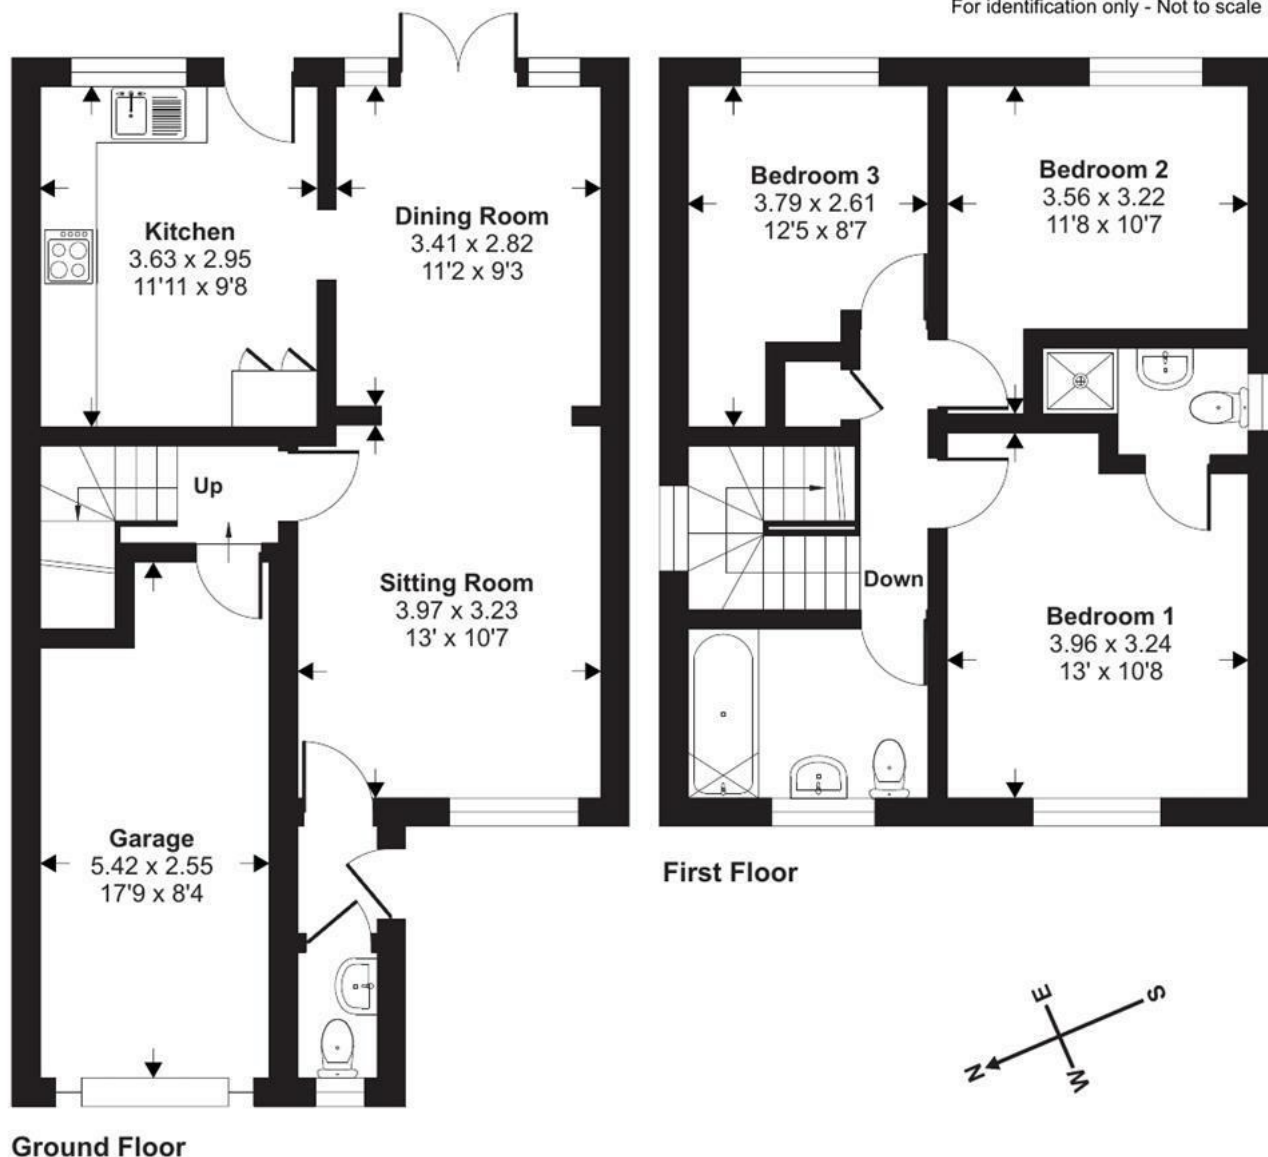 For identification only - Not to scale
Kitchen
3.63 x 2.95
11'11 x 9'8
Dining Room
3.41 x 2.82
11'2 x 9'3
Up
Sitting Room
3.97 x 3.23
13' x 10'7
Garage
5.42 x 2.55
17'9 x 8'4
Ground Floor
Bedroom 3
3.79 x 2.61
12'5 x 8'7
Bedroom 2
3.56 x 3.22
11'8 x 10'7
Down
Bedroom 1
3.96 x 3.24
13' x 10'8
First Floor
E
S
N
W